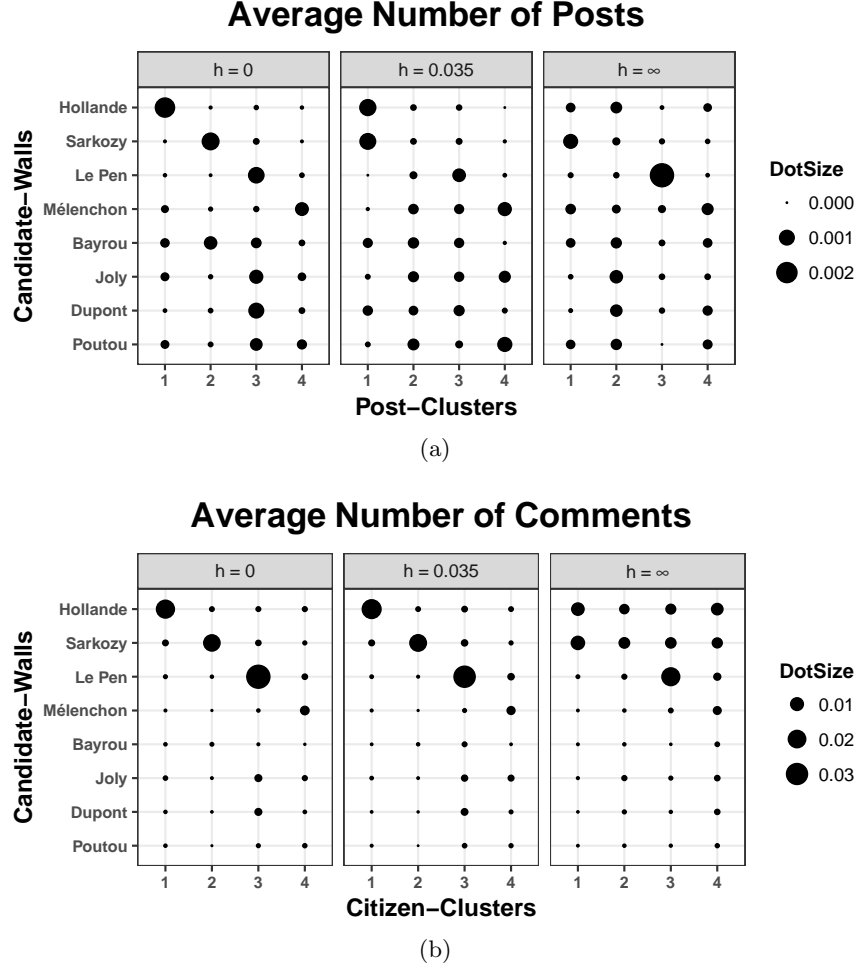 Average Number of Posts
h = 0
h = 0.035
h = ∞
Candidate−Walls
Hollande
Sarkozy
Le Pen
Mélenchon
Bayrou
Joly
Dupont
Poutou
1 2 3 4
1 2 3 4
1 2 3 4
Post−Clusters
DotSize
0.000
0.001
0.002
(a)
Average Number of Comments
h = 0
h = 0.035
h = ∞
Candidate−Walls
Hollande
Sarkozy
Le Pen
Mélenchon
Bayrou
Joly
Dupont
Poutou
1 2 3 4
1 2 3 4
1 2 3 4
Citizen−Clusters
DotSize
0.01
0.02
0.03
(b)